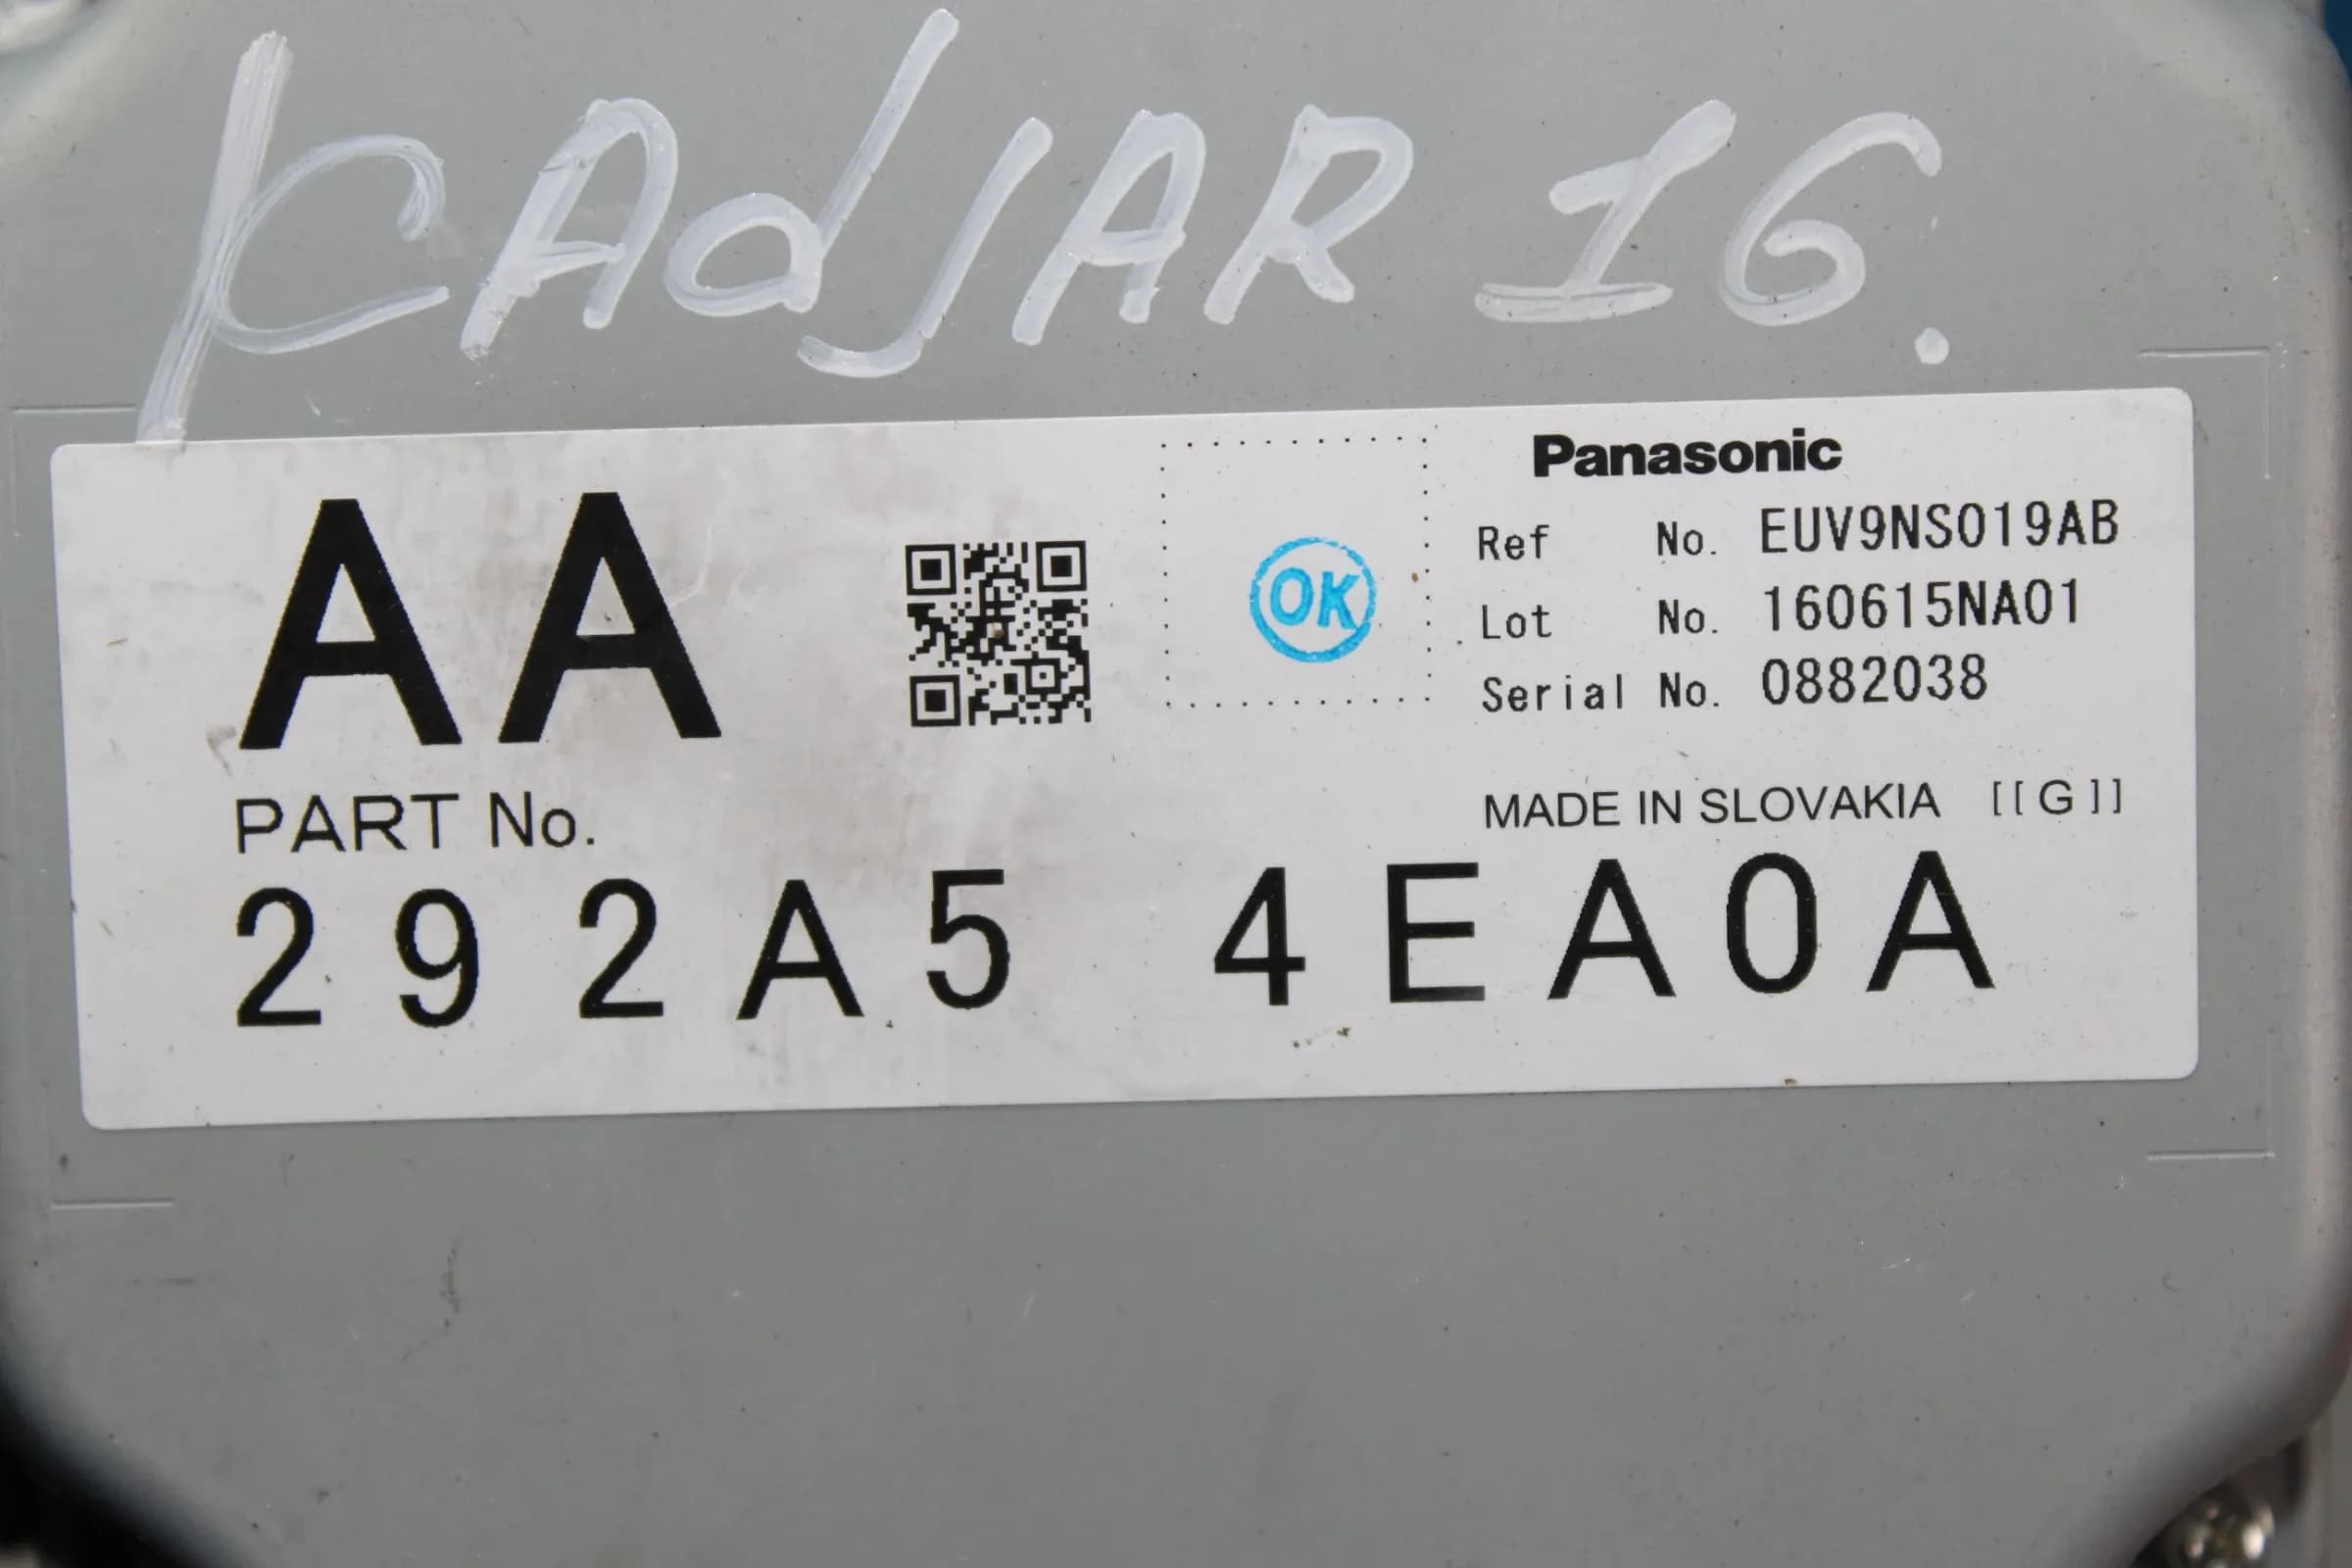 KADJAR 16.
AA
OK
Panasonic
Ref No. EUV9NS019AB
Lot No. 160615NA01
Serial No. 0882038
MADE IN SLOVAKIA [[G]]
PART No.
292A5 4EA0A